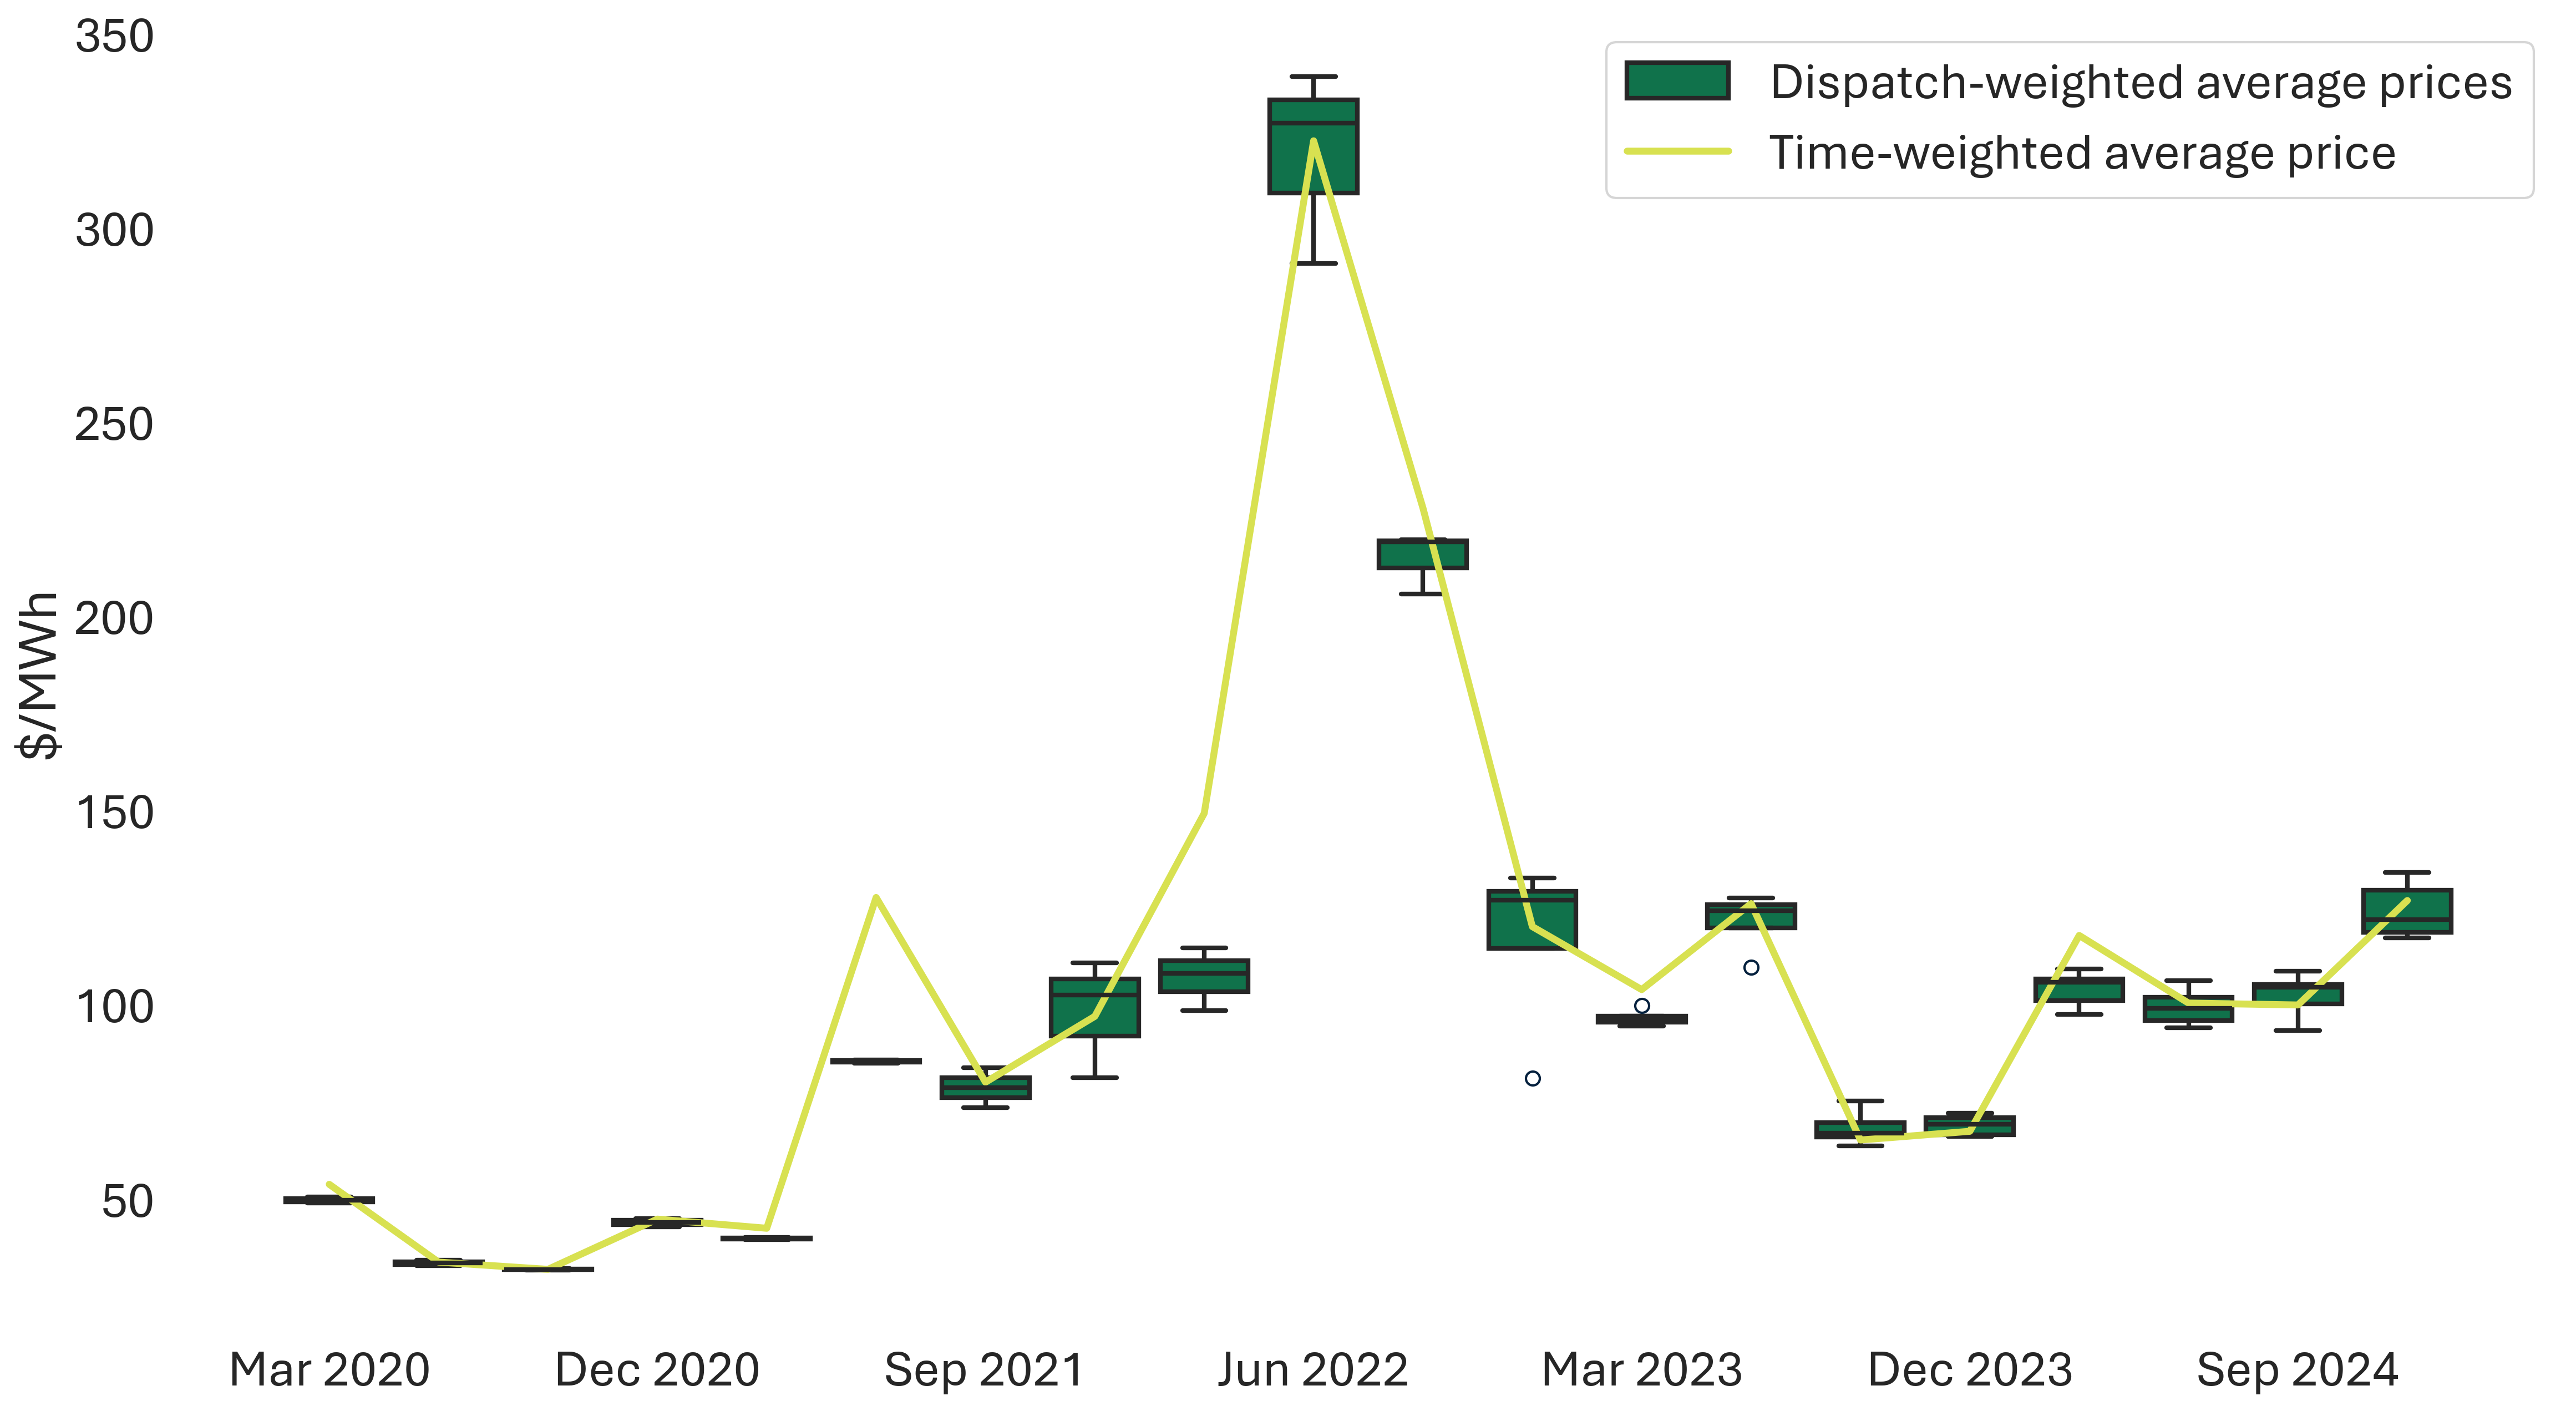 350
300
250
200
150
100
50
$/MWh
Dispatch-weighted average prices
Time-weighted average price
Mar 2020
Dec 2020
Sep 2021
Jun 2022
Mar 2023
Dec 2023
Sep 2024